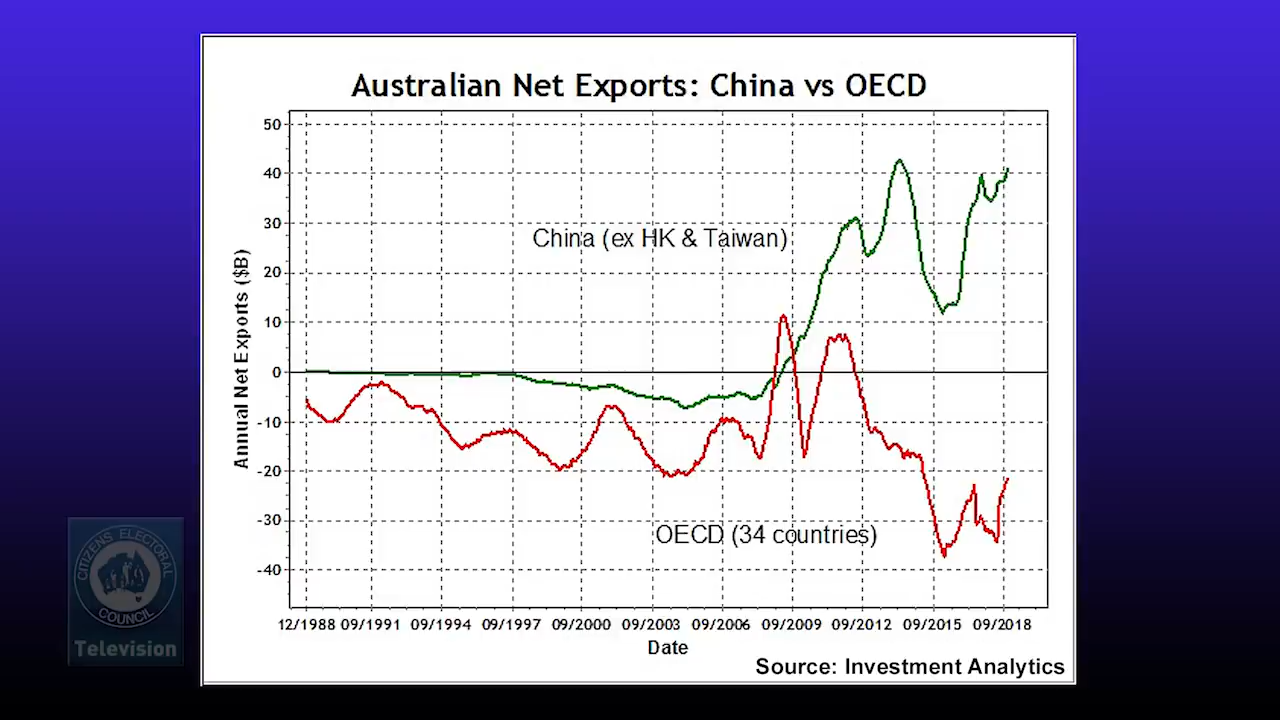 Australian Net Exports: China vs OECD
50
40
30
20
10
0
-10
-20
-30
-40
Annual Net Exports ($B)
China (ex HK & Taiwan)
OECD (34 countries)
12/1988 09/1991 09/1994 09/1997 09/2000 09/2003 09/2006 09/2009 09/2012 09/2015 09/2018
Date
Source: Investment Analytics
CITIZENS ELECTORAL
COUNCIL
Television